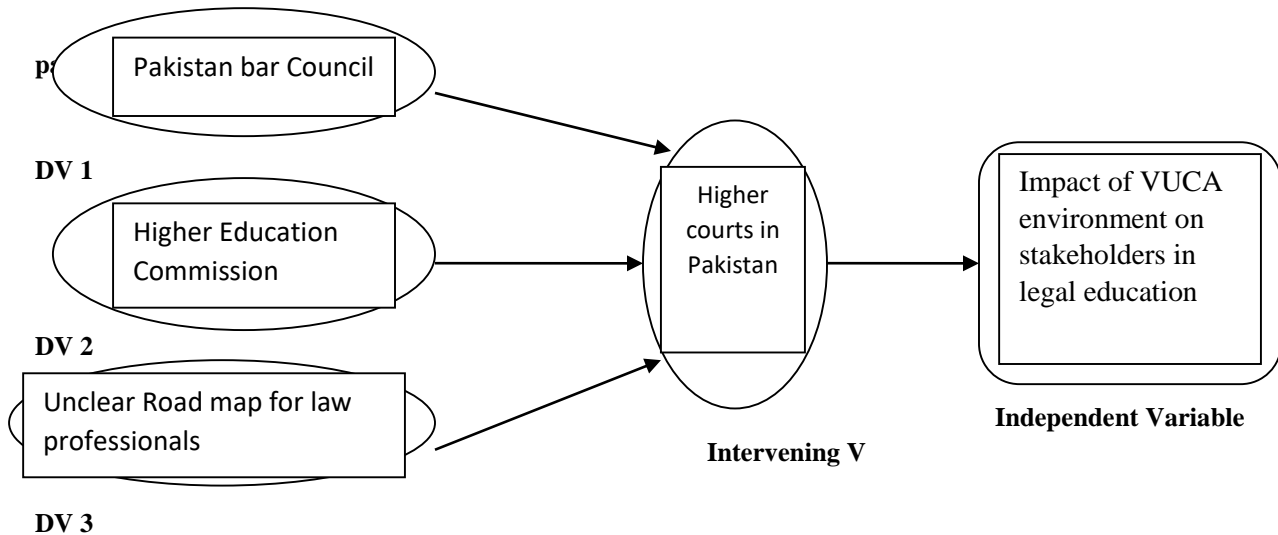 Pakistan bar Council
DV 1
Higher Education
Commission
DV 2
Unclear Road map for law
professionals
DV 3
Higher
courts in
Pakistan
Intervening V
Impact of VUCA
environment on
stakeholders in
legal education
Independent Variable